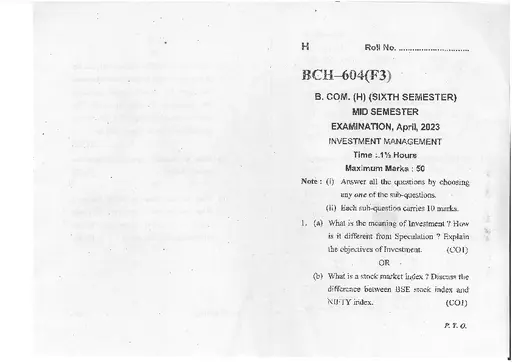 H Roll No. ..............................
BCH–604(F3)
B. COM. (H) (SIXTH SEMESTER)
MID SEMESTER
EXAMINATION, April, 2023
INVESTMENT MANAGEMENT
Time : 1½ Hours
Maximum Marks : 50
Note : (i) Answer all the questions by choosing
any one of the sub-questions.
(ii) Each sub-question carries 10 marks.
1. (a) What is the meaning of Investment ? How
is it different from Speculation ? Explain
the objectives of Investment. (CO1)
OR
(b) What is a stock market index ? Discuss the
difference between BSE stock index and
NIFTY index. (CO1)
P. T. O.